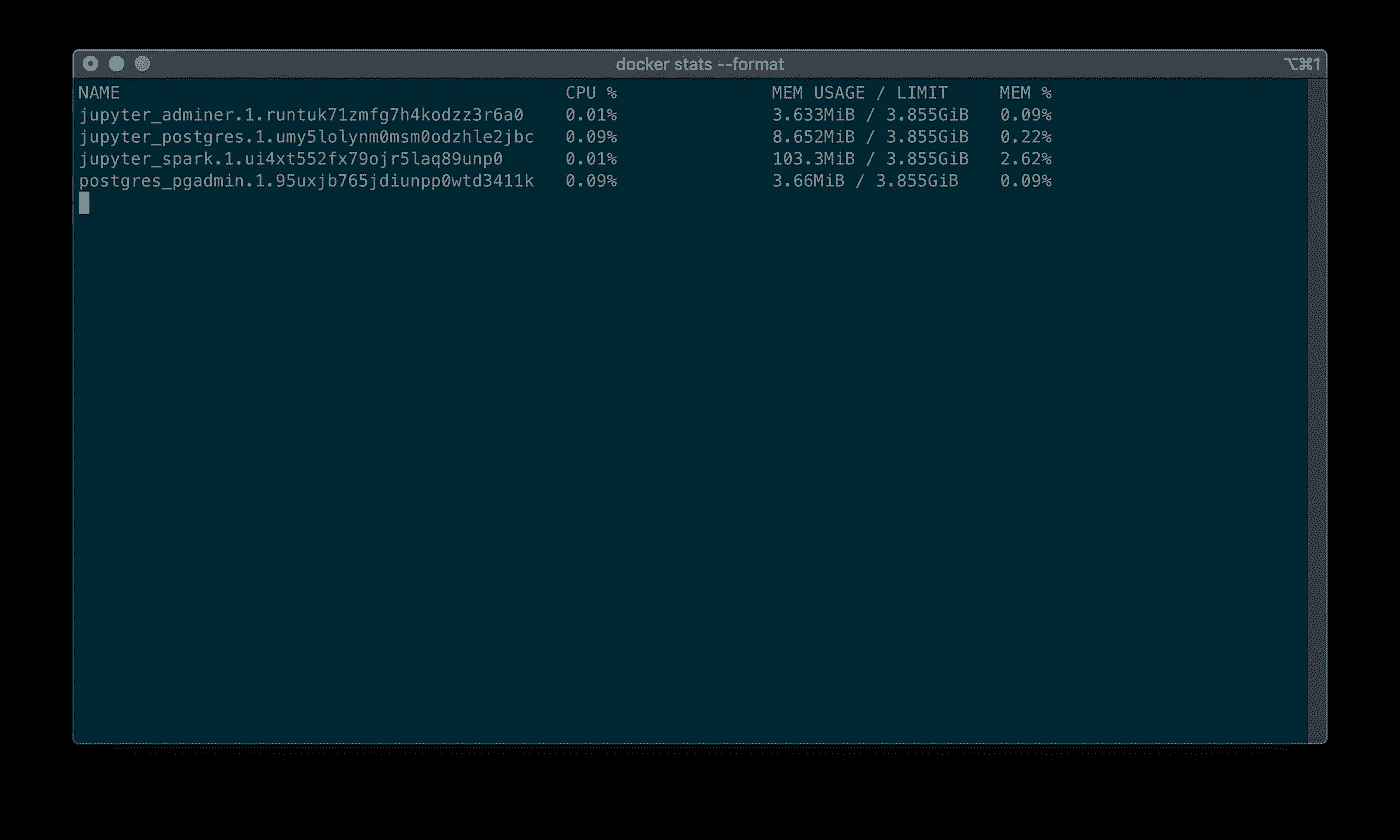 docker stats --format ⌥⌘1
NAME CPU % MEM USAGE / LIMIT MEM %
jupyter_adminer.1.runtuk71zmfg7h4kodzz3r6a0 0.01% 3.633MiB / 3.855GiB 0.09%
jupyter_postgres.1.umy5lolynm0msm0odzhle2jbc 0.09% 8.652MiB / 3.855GiB 0.22%
jupyter_spark.1.ui4xt552fx79ojr5laq89unp0 0.01% 103.3MiB / 3.855GiB 2.62%
postgres_pgadmin.1.95uxjb765jdiunpp0wtd3411k 0.09% 3.66MiB / 3.855GiB 0.09%